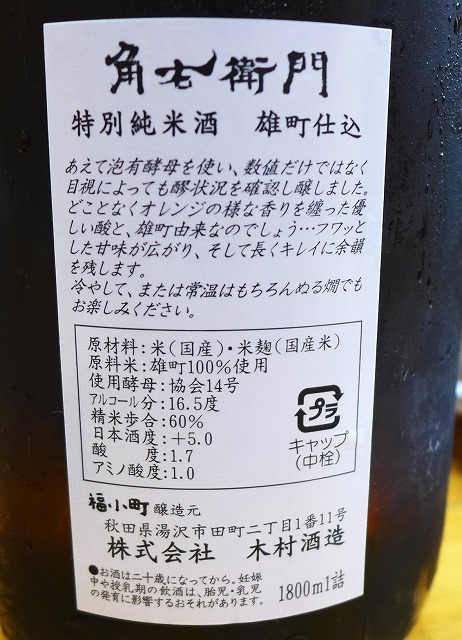 角右衛門
特別純米酒　雄町仕込
あえて泡有酵母を使い、数値だけではなく
目視によっても醪状況を確認し醸しました。
どことなくオレンジの様な香りを纏った優
しい酸と、雄町由来なのでしょう…フワッと
した甘味が広がり、そして長くキレイに余韻
を残します。
冷やして、または常温はもちろんぬる燗でも
お楽しみください。
原材料：米（国産）・米麹（国産米）
原料米：雄町100％使用
使用酵母：協会14号
アルコール分：16.5度
精米歩合：60％
日本酒度：＋5.0
酸　度：1.7
アミノ酸度：1.0
プラ
キャップ
（中栓）
福小町 醸造元
秋田県湯沢市田町二丁目1番11号
株式会社　木村酒造
●お酒は二十歳になってから。妊娠
中や授乳期の飲酒は、胎児・乳児
の発育に影響するおそれがあります。
1800ml詰